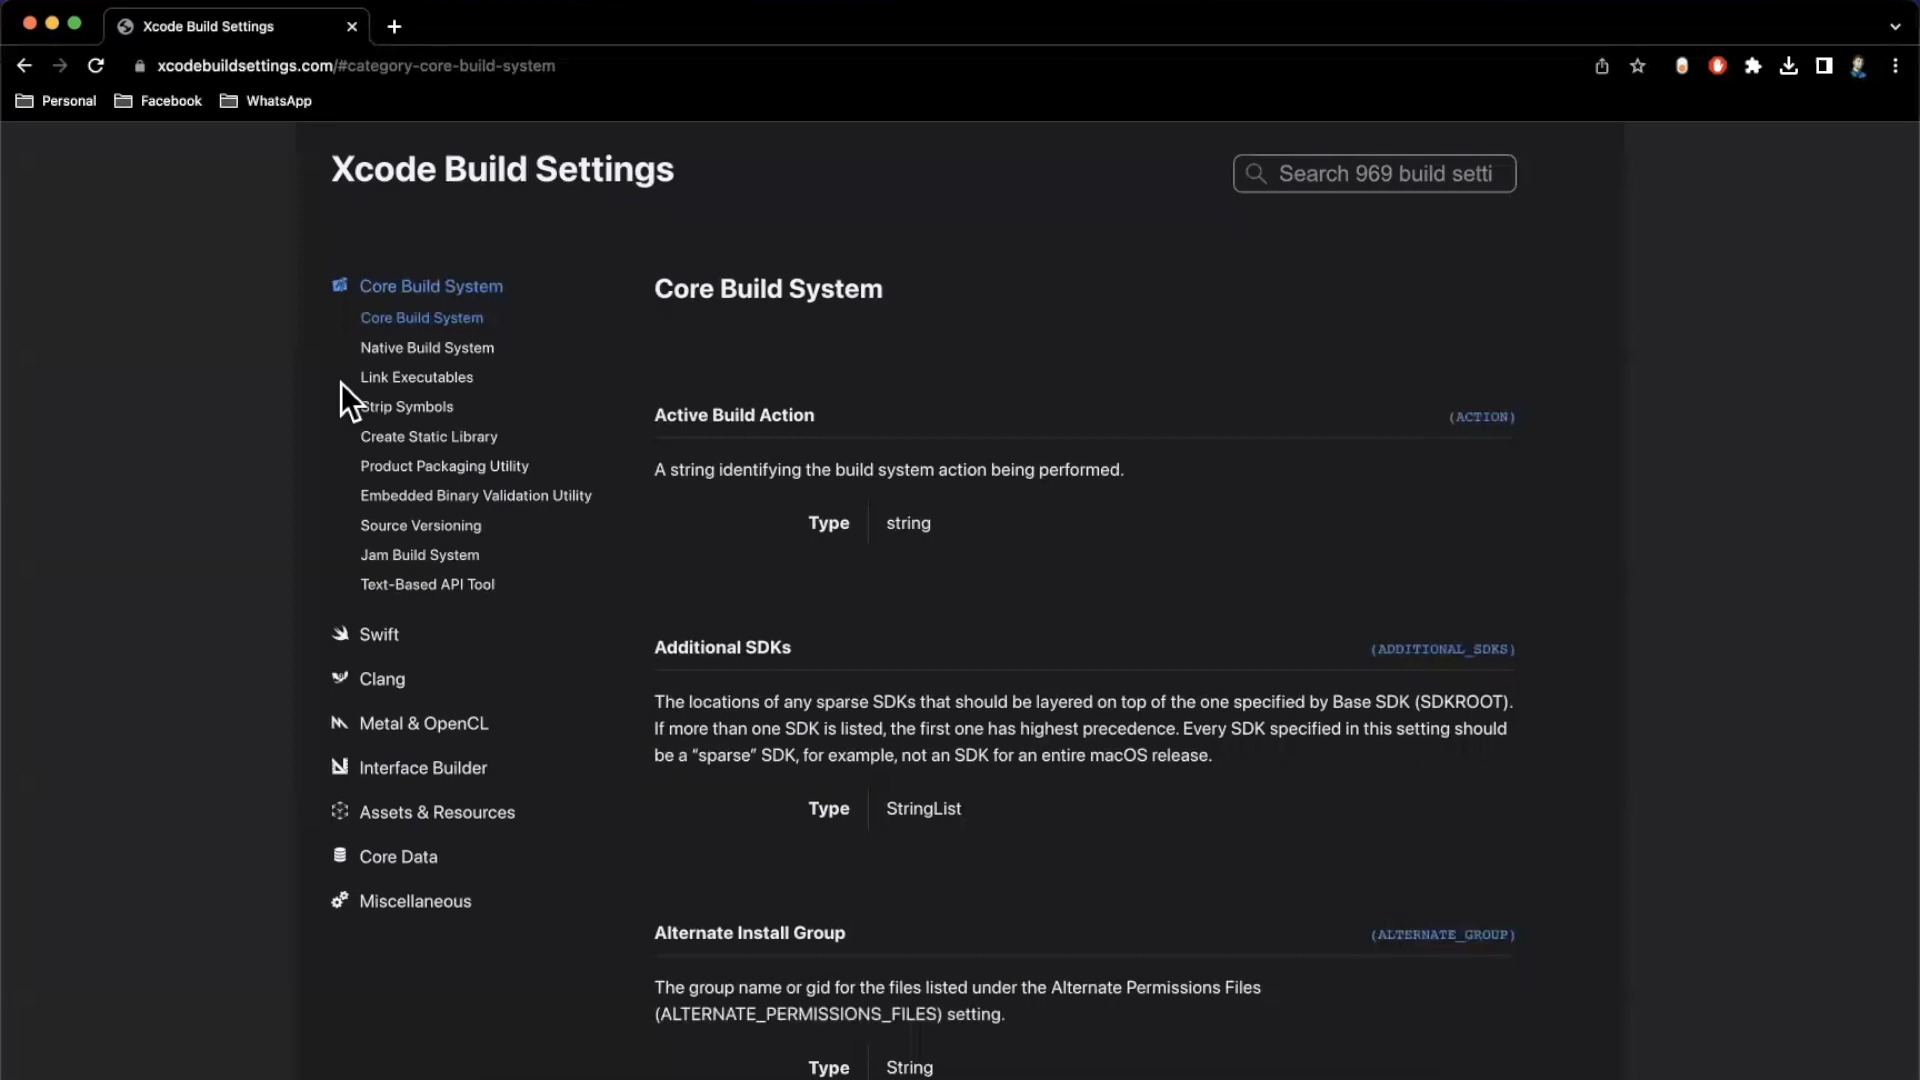 Xcode Build Settings
xcodebuildsettings.com/#category-core-build-system
Personal
Facebook
WhatsApp
Xcode Build Settings
Search 969 build setti
Core Build System
Core Build System
Native Build System
Link Executables
Strip Symbols
Create Static Library
Product Packaging Utility
Embedded Binary Validation Utility
Source Versioning
Jam Build System
Text-Based API Tool
Swift
Clang
Metal & OpenCL
Interface Builder
Assets & Resources
Core Data
Miscellaneous
Core Build System
Active Build Action (ACTION)
A string identifying the build system action being performed.
Type string
Additional SDKs (ADDITIONAL_SDKS)
The locations of any sparse SDKs that should be layered on top of the one specified by Base SDK (SDKROOT).
If more than one SDK is listed, the first one has highest precedence. Every SDK specified in this setting should
be a “sparse” SDK, for example, not an SDK for an entire macOS release.
Type StringList
Alternate Install Group (ALTERNATE_GROUP)
The group name or gid for the files listed under the Alternate Permissions Files
(ALTERNATE_PERMISSIONS_FILES) setting.
Type String